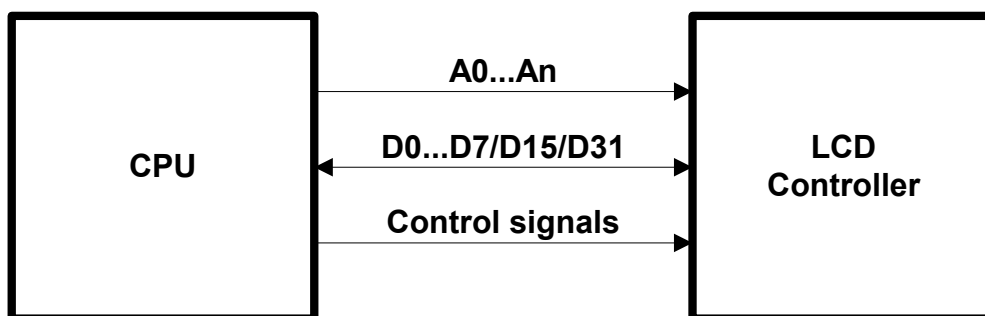 CPU
A0...An
D0...D7/D15/D31
Control signals
LCD
Controller